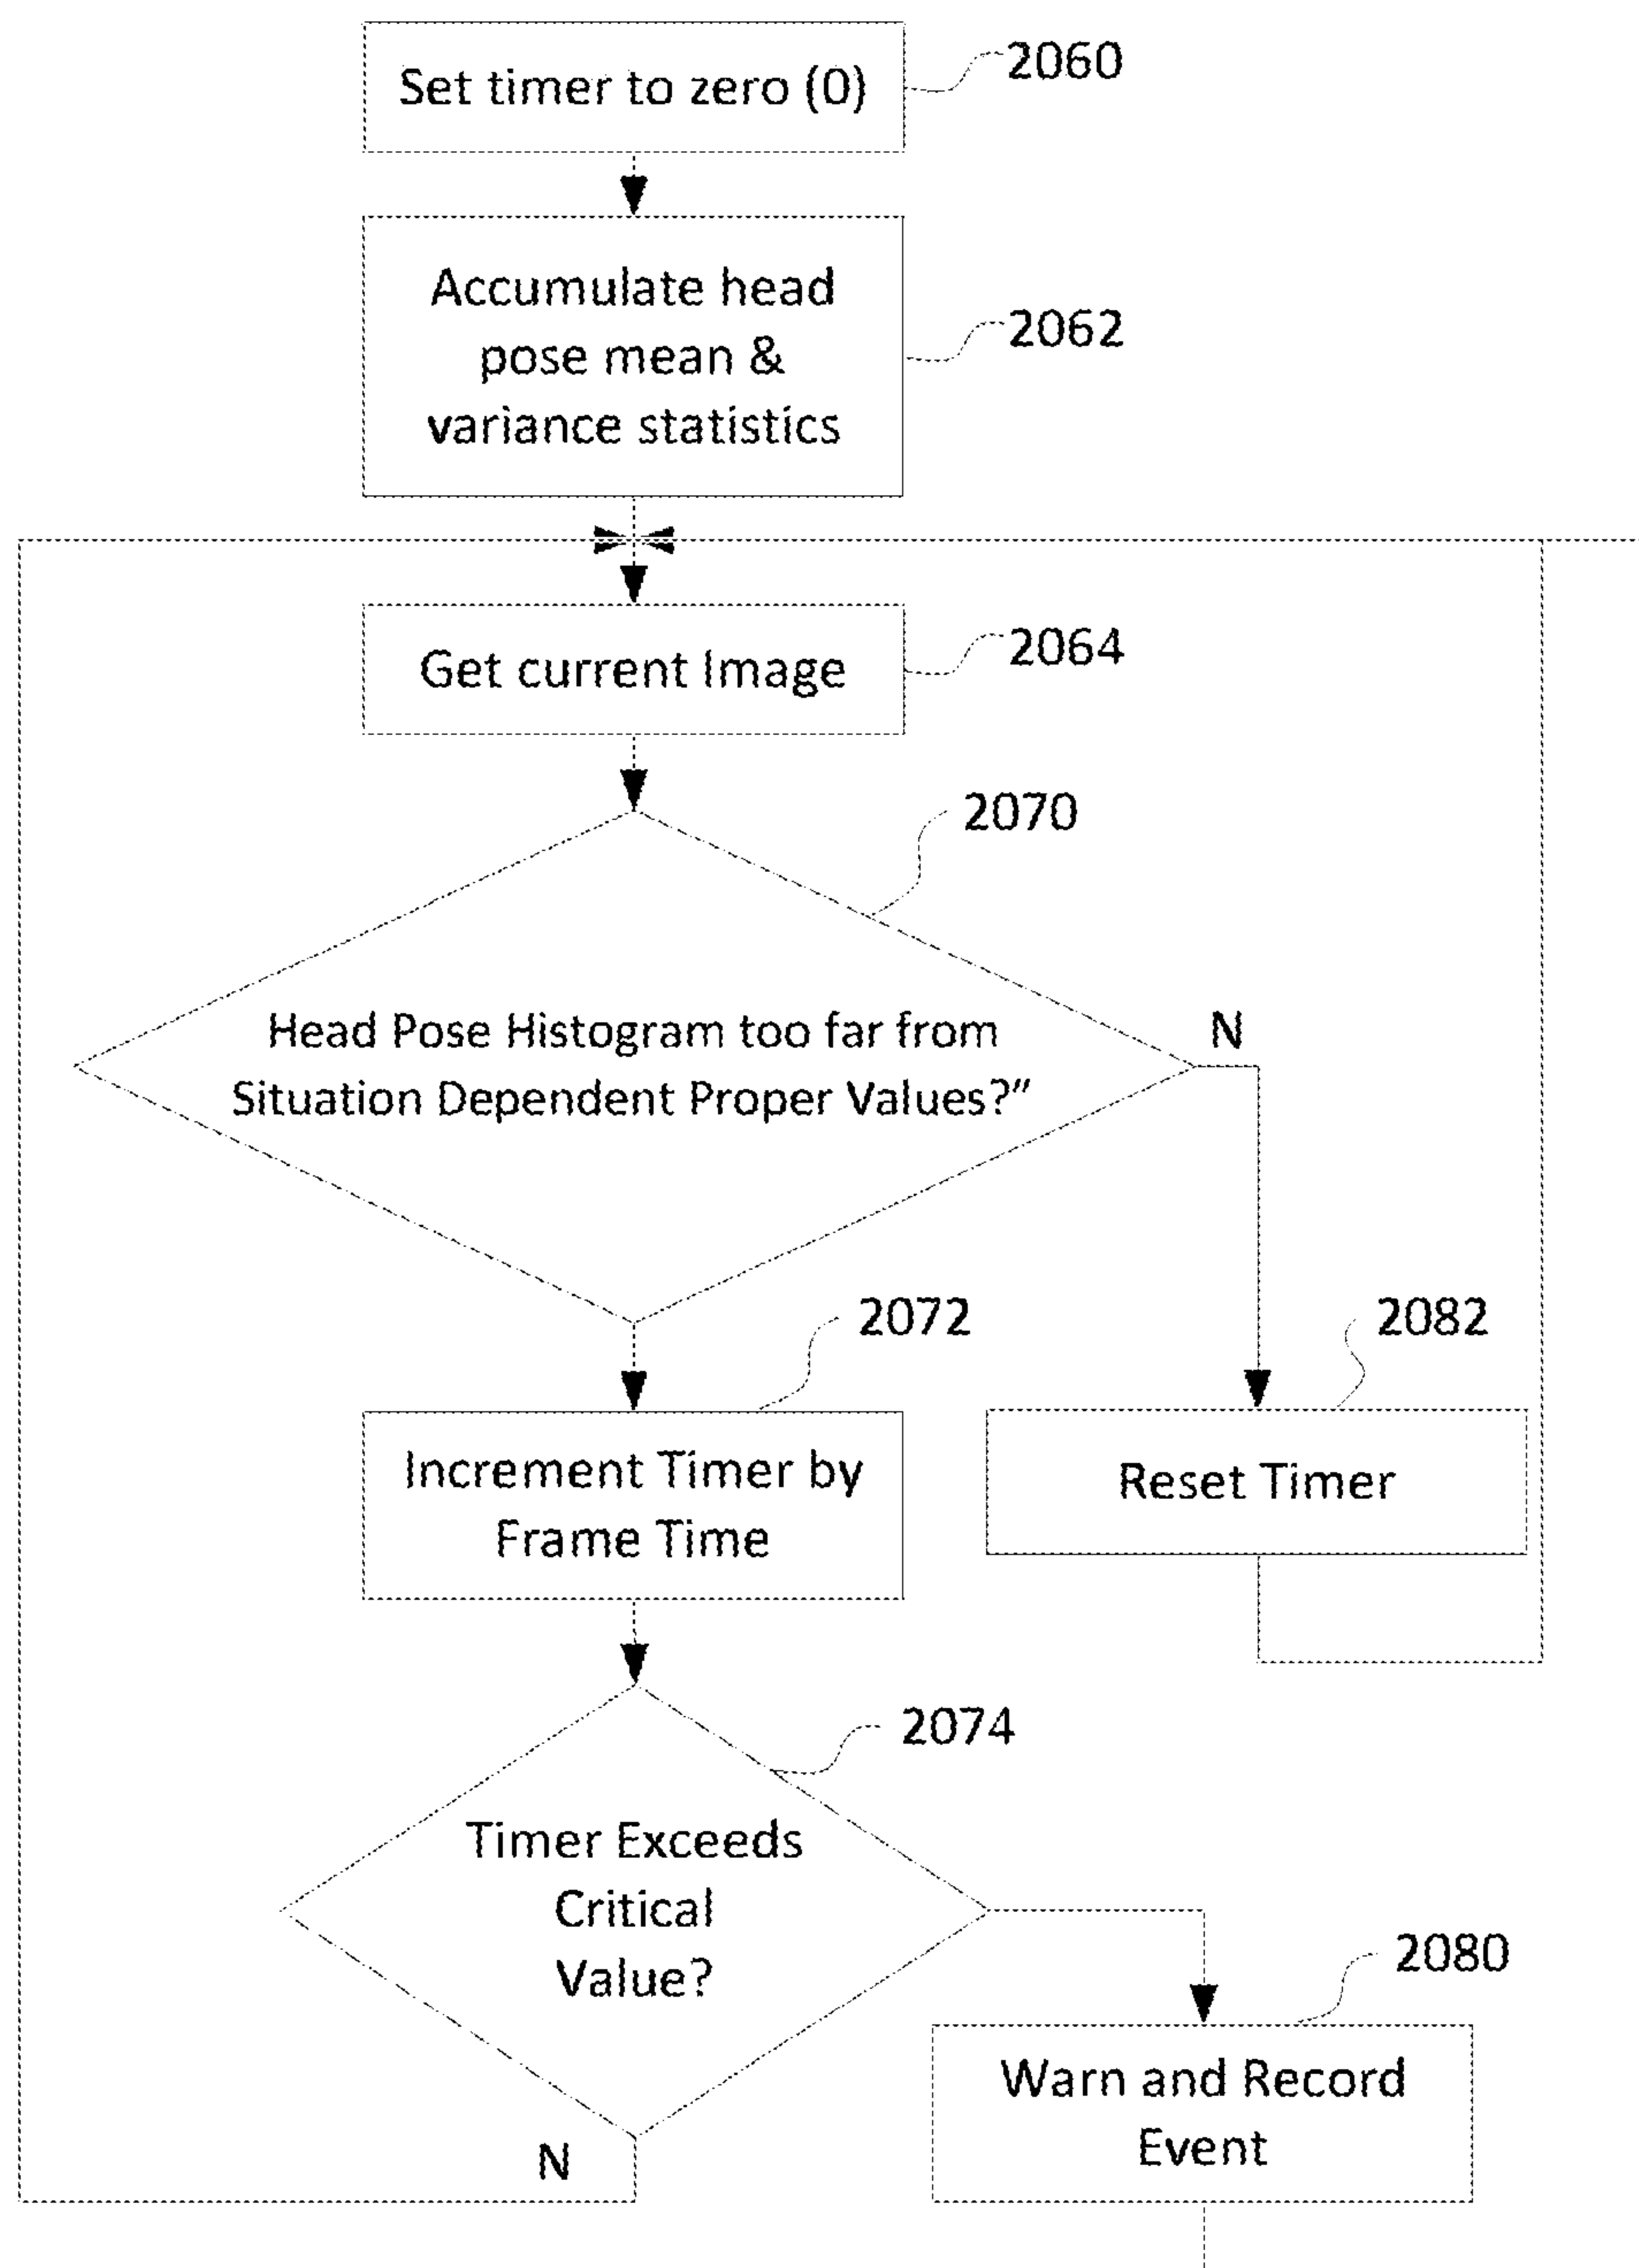 Set timer to zero (0)
2060
Accumulate head
pose mean &
variance statistics
2062
Get current Image
2064
2070
Head Pose Histogram too far from
Situation Dependent Proper Values?”
N
2072
2082
Increment Timer by
Frame Time
Reset Timer
2074
Timer Exceeds
Critical
Value?
2080
Warn and Record
Event
N